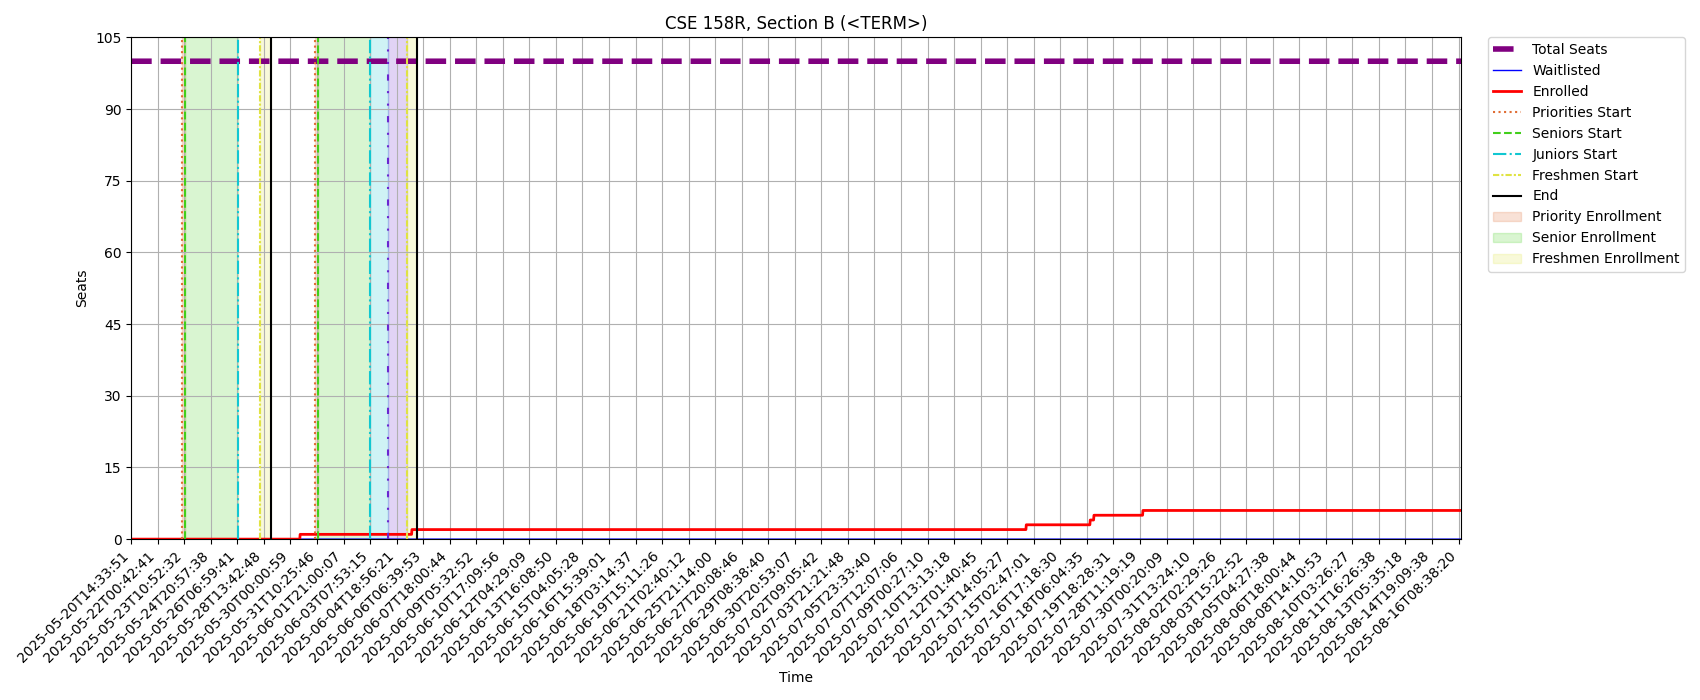 CSE 158R, Section B (<TERM>)
105
90
75
60
45
30
15
0
Seats
2025-05-20T14:33:51
2025-05-22T00:42:41
2025-05-23T10:52:32
2025-05-24T20:57:38
2025-05-26T06:59:41
2025-05-28T13:42:48
2025-05-30T00:00:59
2025-05-31T10:25:46
2025-06-01T21:00:07
2025-06-03T07:53:15
2025-06-04T18:56:21
2025-06-06T06:39:53
2025-06-07T18:00:44
2025-06-09T05:32:52
2025-06-10T17:09:56
2025-06-12T04:29:09
2025-06-13T16:08:50
2025-06-15T04:05:28
2025-06-16T15:39:01
2025-06-18T03:14:37
2025-06-19T15:11:26
2025-06-21T02:40:12
2025-06-25T21:14:00
2025-06-27T20:08:46
2025-06-29T08:38:40
2025-06-30T20:53:07
2025-07-02T09:05:42
2025-07-03T21:21:48
2025-07-05T23:33:40
2025-07-07T12:07:06
2025-07-09T00:27:10
2025-07-10T13:13:18
2025-07-12T01:40:45
2025-07-13T14:05:27
2025-07-15T02:47:01
2025-07-16T17:18:30
2025-07-18T06:04:35
2025-07-19T18:28:31
2025-07-28T11:19:19
2025-07-30T00:20:09
2025-07-31T13:24:10
2025-08-02T02:29:26
2025-08-03T15:22:52
2025-08-05T04:27:38
2025-08-06T18:00:44
2025-08-08T14:10:53
2025-08-10T03:26:27
2025-08-11T16:26:38
2025-08-13T05:35:18
2025-08-14T19:09:38
2025-08-16T08:38:20
Time
Total Seats
Waitlisted
Enrolled
Priorities Start
Seniors Start
Juniors Start
Freshmen Start
End
Priority Enrollment
Senior Enrollment
Freshmen Enrollment